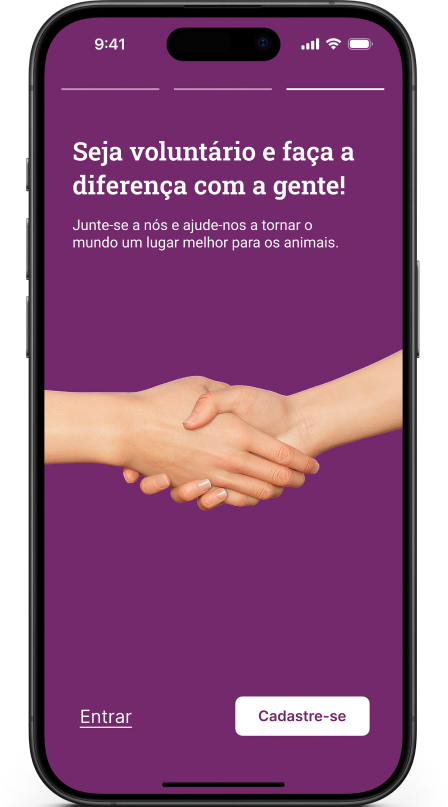 9:41
Seja voluntário e faça a
diferença com a gente!
Junte-se a nós e ajude-nos a tornar o
mundo um lugar melhor para os animais.
Entrar
Cadastre-se